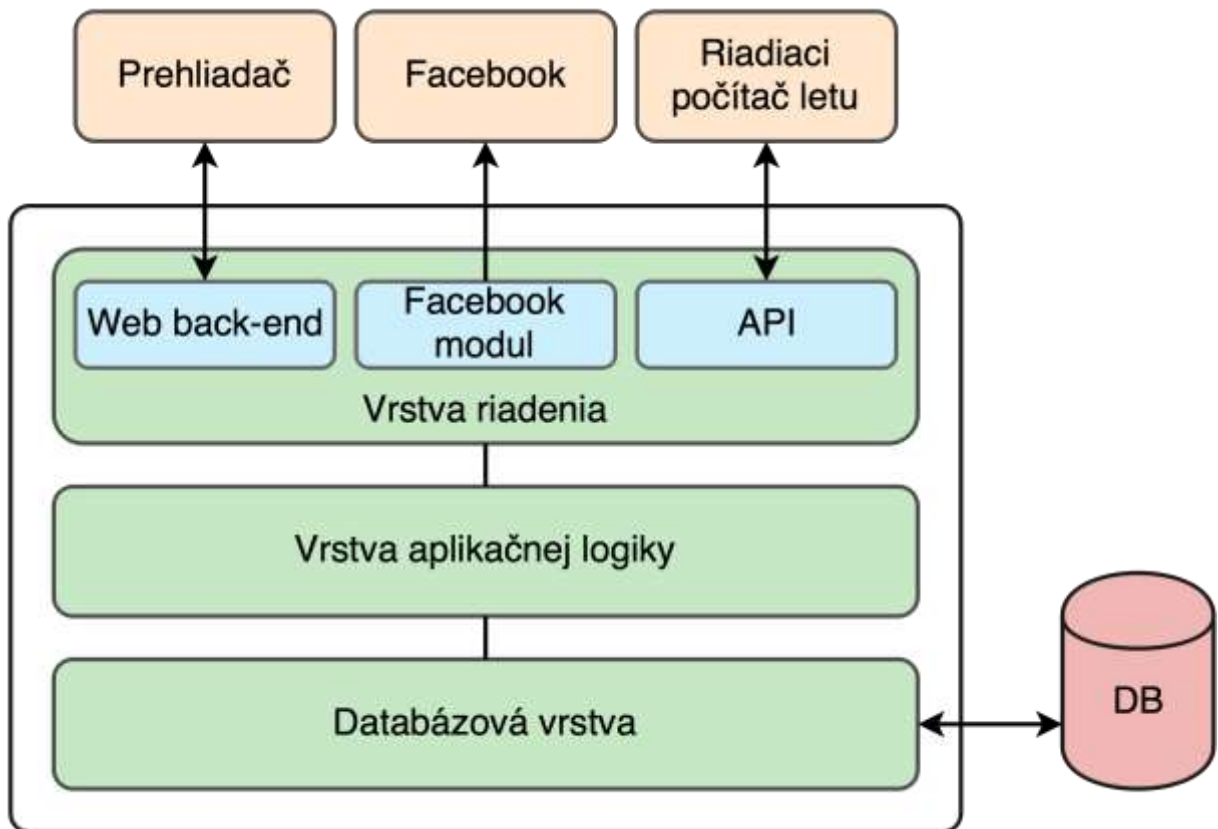 Prehliadač
Facebook
Riadiaci
počítač letu
Web back-end
Facebook
modul
API
Vrstva riadenia
Vrstva aplikačnej logiky
Databázová vrstva
DB